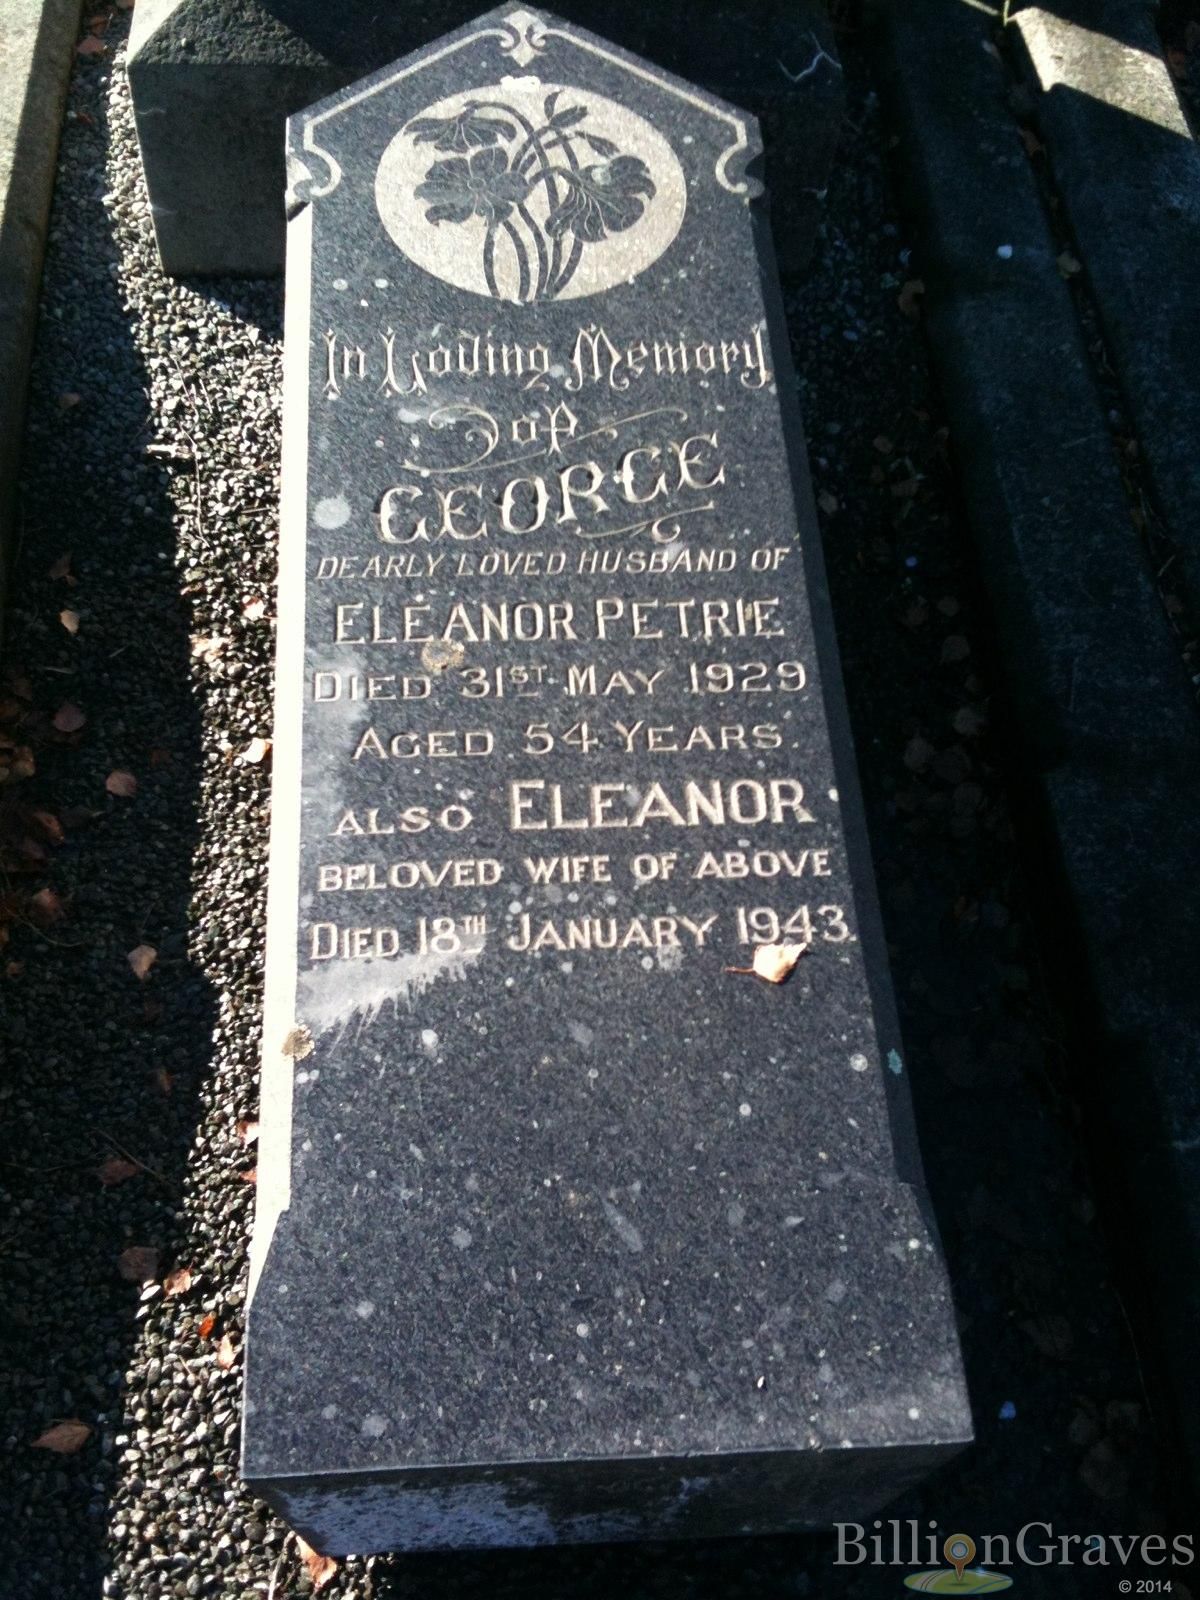 In Loving Memory
of
GEORGE
DEARLY LOVED HUSBAND OF
ELEANOR PETRIE
DIED 31ST MAY 1929
AGED 54 YEARS.
ALSO ELEANOR
BELOVED WIFE OF ABOVE
DIED 18TH JANUARY 1943.
BillionGraves
© 2014